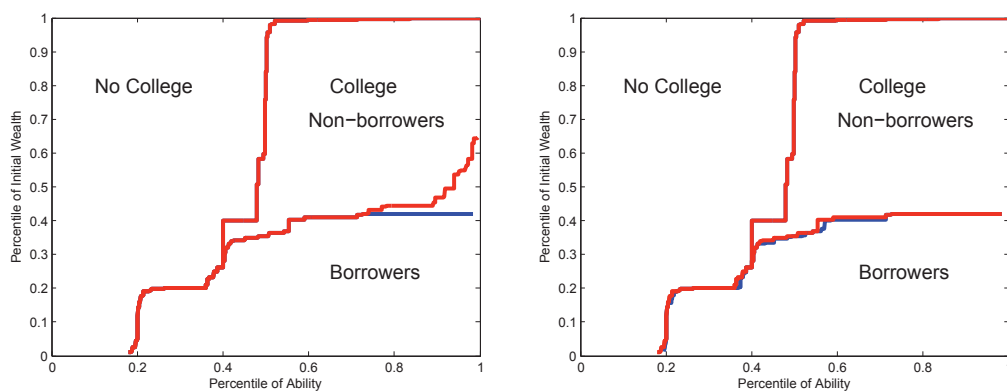 1
0.9
0.8
0.7
0.6
0.5
0.4
0.3
0.2
0.1
0
Percentile of Initial Wealth
No College
College
Non−borrowers
Borrowers
0 0.2 0.4 0.6 0.8 1
Percentile of Ability
1
0.9
0.8
0.7
0.6
0.5
0.4
0.3
0.2
0.1
0
Percentile of Initial Wealth
No College
College
Non−borrowers
Borrowers
0.2 0.4 0.6 0.8
Percentile of Ability